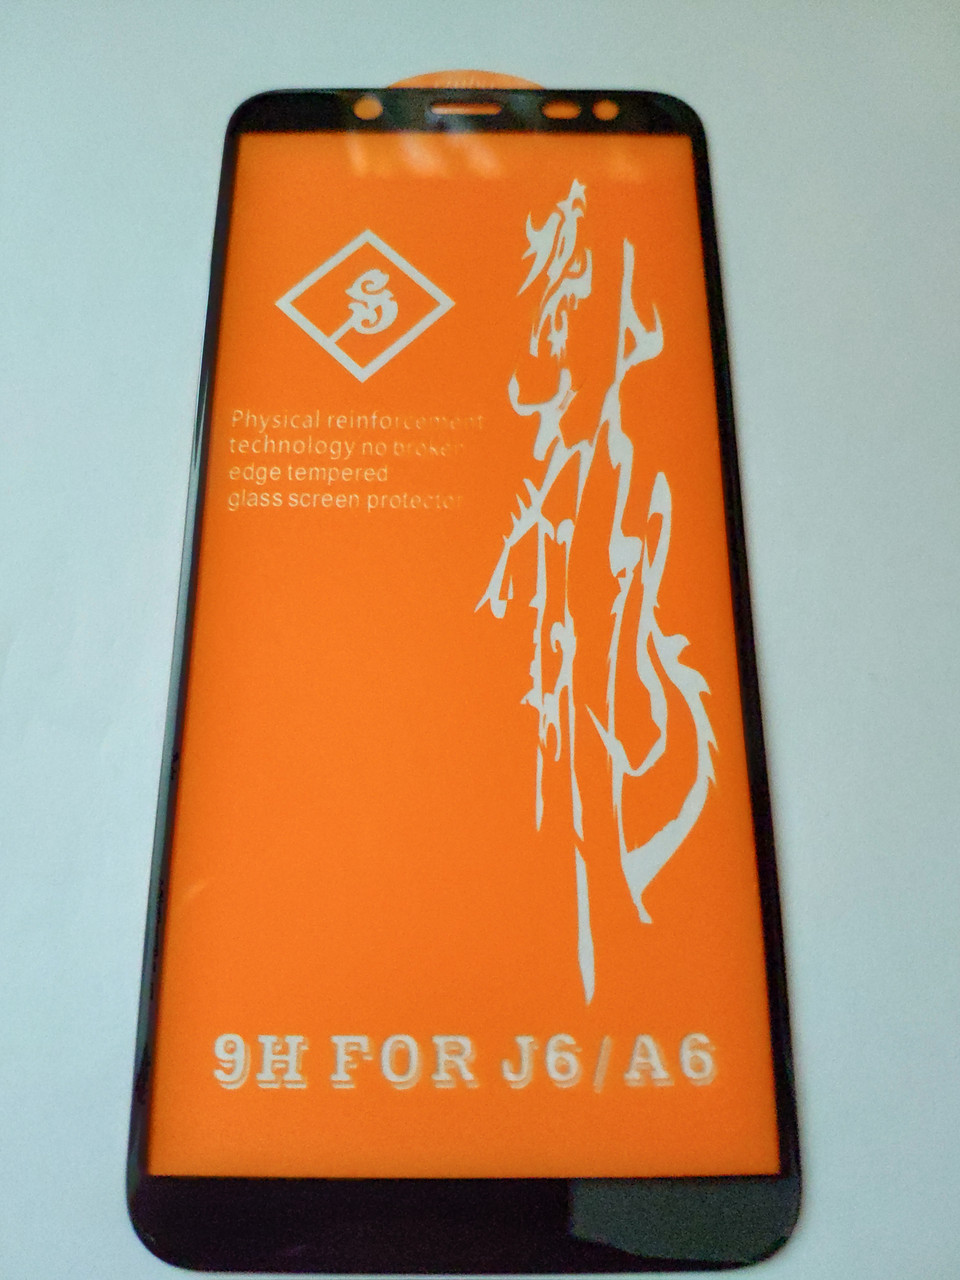 Physical reinforcement
technology no broken
edge tempered
glass screen protector
9H FOR J6/A6